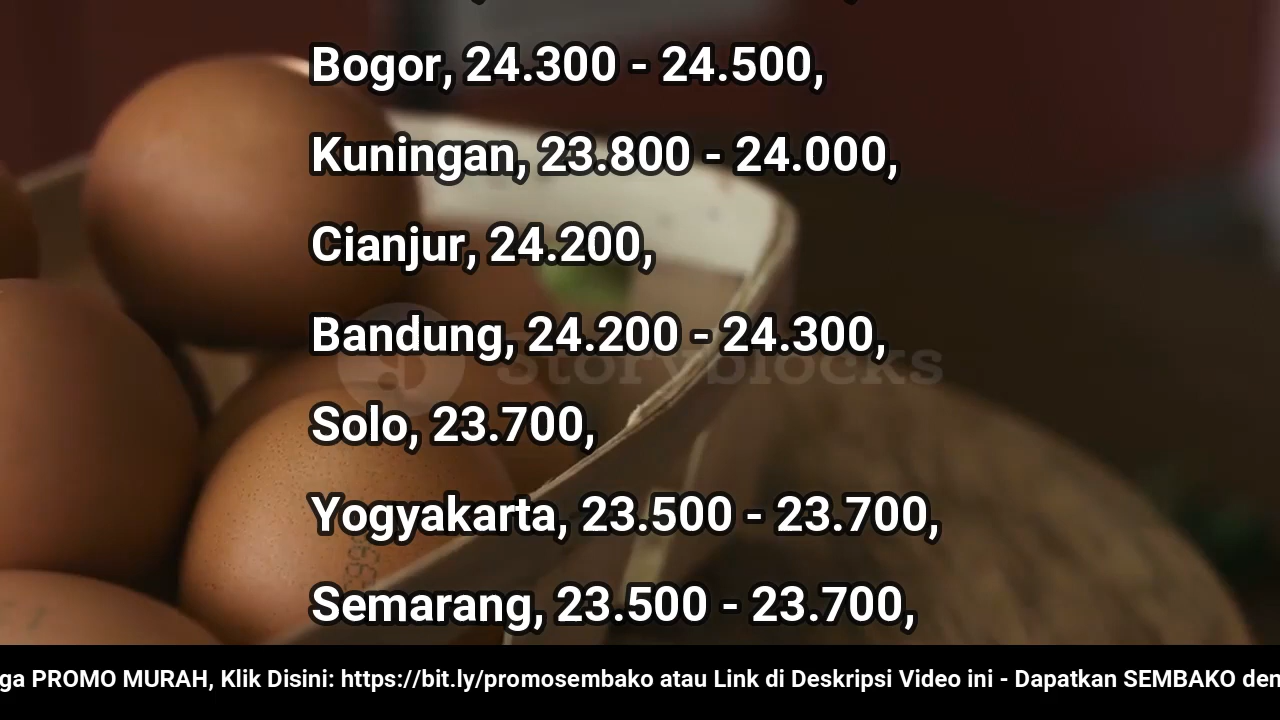 Bogor, 24.300 - 24.500,
Kuningan, 23.800 - 24.000,
Cianjur, 24.200,
Bandung, 24.200 - 24.300,
Storyblocks
Solo, 23.700,
Yogyakarta, 23.500 - 23.700,
Semarang, 23.500 - 23.700,
ga PROMO MURAH, Klik Disini: https://bit.ly/promosembako atau Link di Deskripsi Video ini - Dapatkan SEMBAKO den